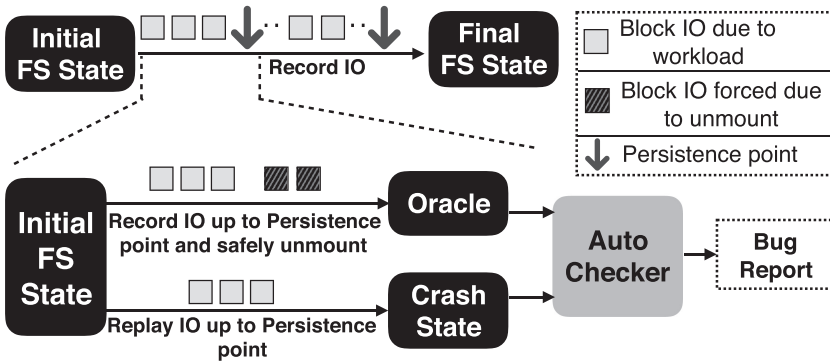 Initial
FS State
Record IO
Final
FS State
Block IO due to
workload
Block IO forced due
to unmount
Persistence point
Initial
FS
State
Record IO up to Persistence
point and safely unmount
Oracle
Replay IO up to Persistence
point
Crash
State
Auto
Checker
Bug
Report